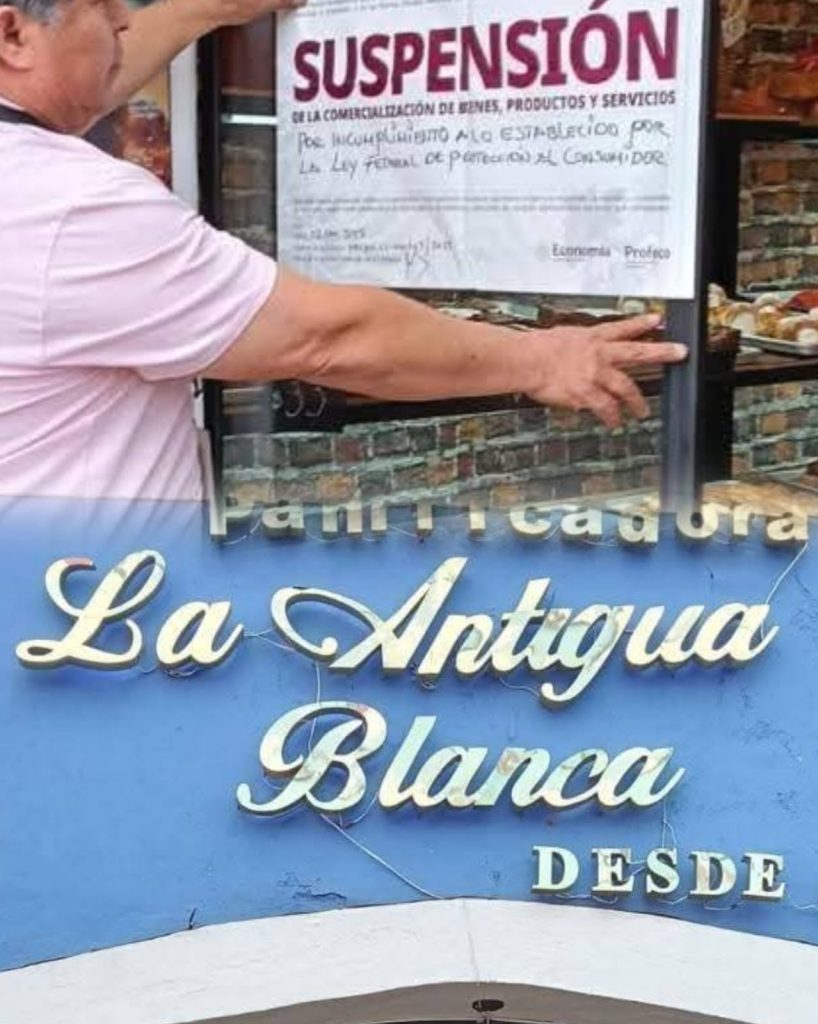 SUSPENSIÓN
DE LA COMERCIALIZACIÓN DE BIENES, PRODUCTOS Y SERVICIOS
POR INCUMPLIMIENTO A LO ESTABLECIDO POR
LA LEY FEDERAL DE PROTECCION AL CONSUMIDOR
Economía Profeco
Panificadora
La Antigua
Blanca
DESDE